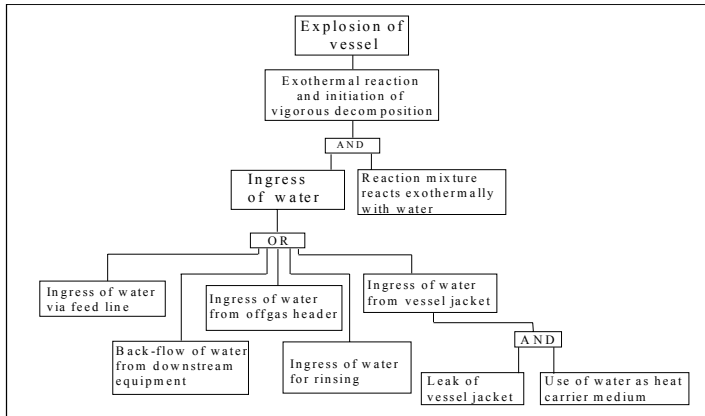 Explosion of
vessel
Exothermal reaction
and initiation of
vigorous decomposition
AND
Ingress
of water
Reaction mixture
reacts exothermally
with water
OR
Ingress of water
via feed line
Ingress of water
from offgas header
Ingress of water
from vessel jacket
Back-flow of water
from downstream
equipment
Ingress of water
for rinsing
AND
Leak of
vessel jacket
Use of water as heat
carrier medium